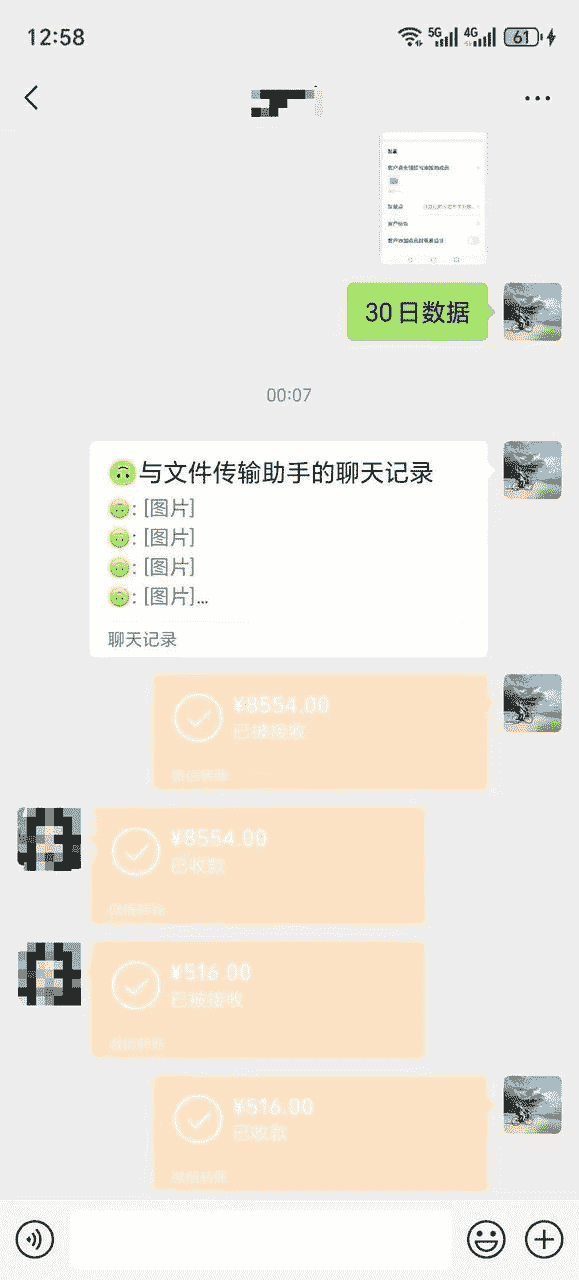 12:58
5G
4G
61
30日数据
00:07
与文件传输助手的聊天记录
: [图片]
: [图片]
: [图片]
: [图片]...
聊天记录
¥8554.00
已被接收
¥8554.00
已收款
¥516.00
已被接收
¥516.00
已收款